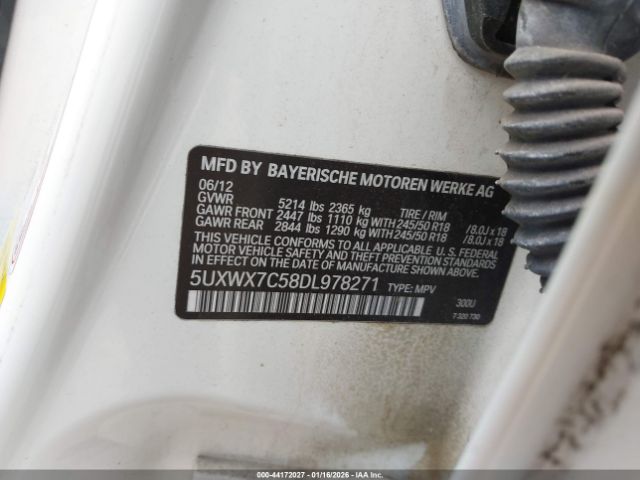 MFD BY BAYERISCHE MOTOREN WERKE AG
06/12
GVWR 5214 lbs 2365 kg TIRE / RIM
GAWR FRONT 2447 lbs 1110 kg WITH 245/50 R18 /8.0J x 18
GAWR REAR 2844 lbs 1290 kg WITH 245/50 R18 /8.0J x 18
THIS VEHICLE CONFORMS TO ALL APPLICABLE U.S. FEDERAL
MOTOR VEHICLE SAFETY AND THEFT PREVENTION STANDARDS
IN EFFECT ON THE DATE OF MANUFACTURE SHOWN ABOVE.
5UXWX7C58DL978271 TYPE: MPV
300U
7 320 730
000-44172027 | 01/16/2026 | © IAA Inc